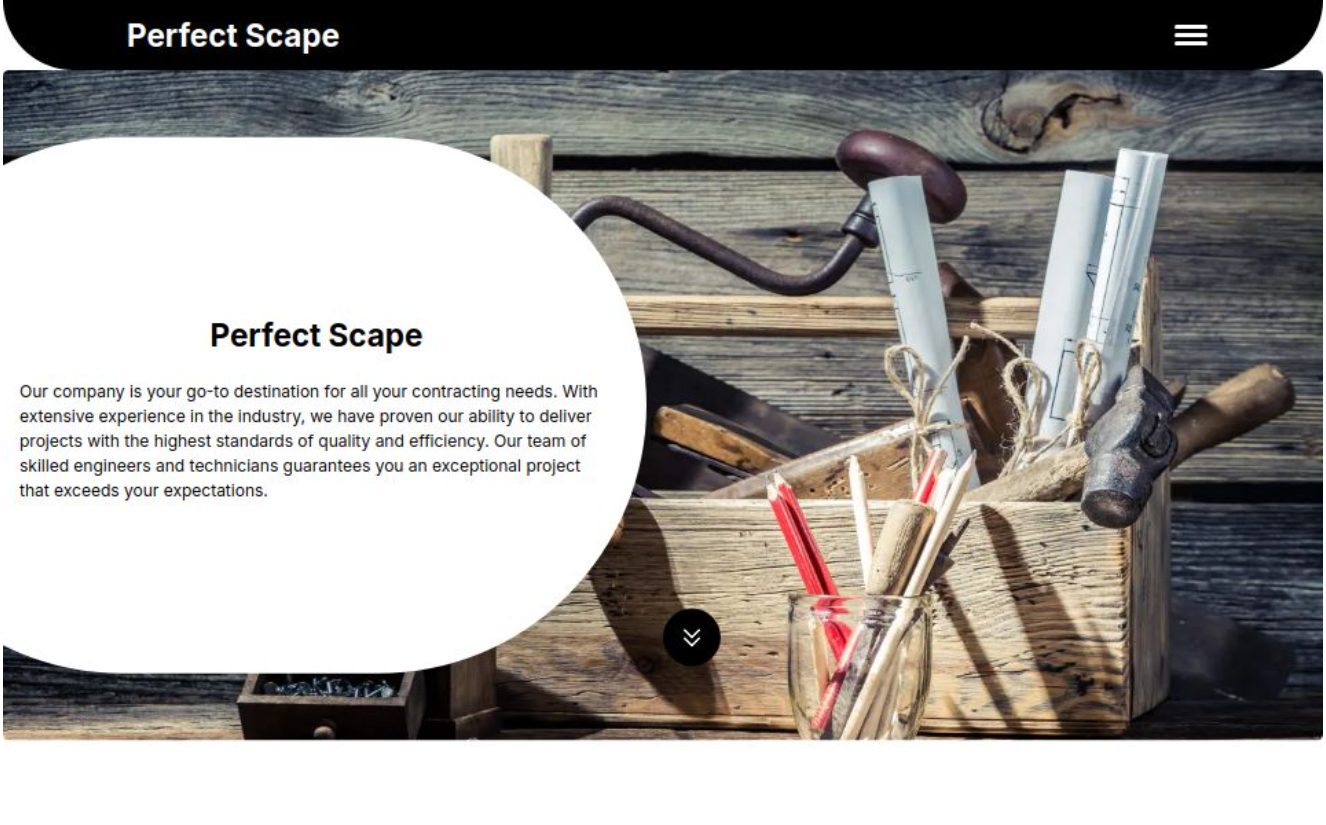 Perfect Scape
Perfect Scape
Our company is your go-to destination for all your contracting needs. With
extensive experience in the industry, we have proven our ability to deliver
projects with the highest standards of quality and efficiency. Our team of
skilled engineers and technicians guarantees you an exceptional project
that exceeds your expectations.